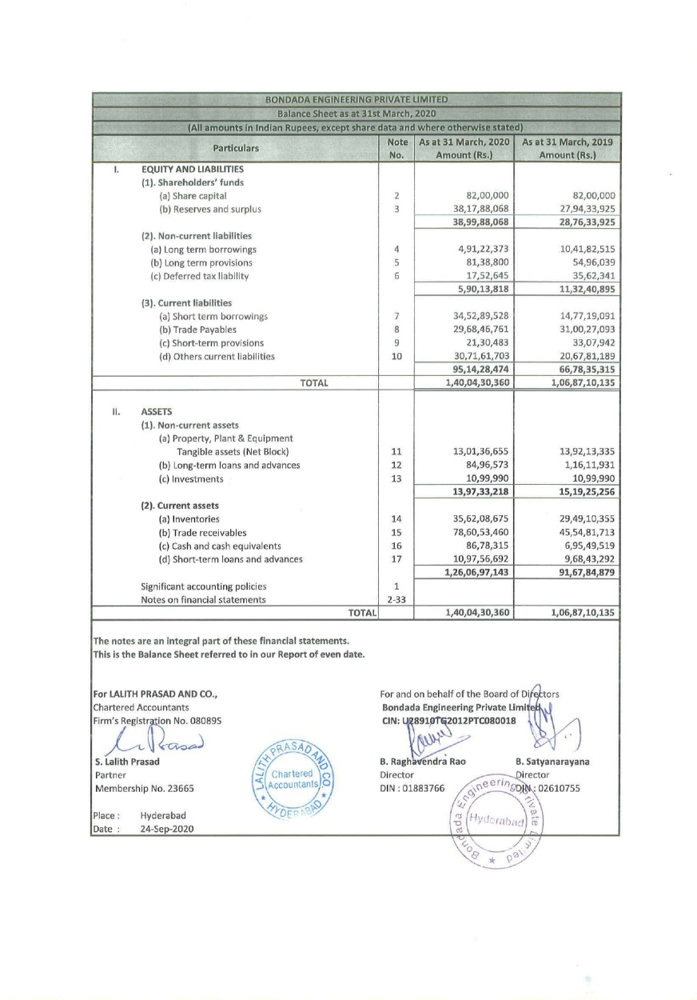 BONDADA ENGINEERING PRIVATE LIMITED
Balance Sheet as at 31st March, 2020
(All amounts in Indian Rupees, except share data and where otherwise stated)
Particulars Note No. As at 31 March, 2020 Amount (Rs.) As at 31 March, 2019 Amount (Rs.)
I. EQUITY AND LIABILITIES
(1). Shareholders' funds
(a) Share capital 2 82,00,000 82,00,000
(b) Reserves and surplus 3 38,17,88,068 27,94,33,925
38,99,88,068 28,76,33,925
(2). Non-current liabilities
(a) Long term borrowings 4 4,91,22,373 10,41,82,515
(b) Long term provisions 5 81,38,800 54,96,039
(c) Deferred tax liability 6 17,52,645 35,62,341
5,90,13,818 11,32,40,895
(3). Current liabilities
(a) Short term borrowings 7 34,52,89,528 14,77,19,091
(b) Trade Payables 8 29,68,46,761 31,00,27,093
(c) Short-term provisions 9 21,30,483 33,07,942
(d) Others current liabilities 10 30,71,61,703 20,67,81,189
95,14,28,474 66,78,35,315
TOTAL 1,40,04,30,360 1,06,87,10,135
II. ASSETS
(1). Non-current assets
(a) Property, Plant & Equipment
Tangible assets (Net Block) 11 13,01,36,655 13,92,13,335
(b) Long-term loans and advances 12 84,96,573 1,16,11,931
(c) Investments 13 10,99,990 10,99,990
13,97,33,218 15,19,25,256
(2). Current assets
(a) Inventories 14 35,62,08,675 29,49,10,355
(b) Trade receivables 15 78,60,53,460 45,54,81,713
(c) Cash and cash equivalents 16 86,78,315 6,95,49,519
(d) Short-term loans and advances 17 10,97,56,692 9,68,43,292
1,26,06,97,143 91,67,84,879
Significant accounting policies 1
Notes on financial statements 2-33
TOTAL 1,40,04,30,360 1,06,87,10,135
The notes are an integral part of these financial statements.
This is the Balance Sheet referred to in our Report of even date.
For LALITH PRASAD AND CO., For and on behalf of the Board of Directors
Chartered Accountants Bondada Engineering Private Limited
Firm's Registration No. 08089S CIN: U28910TG2012PTC080018
S. Lalith Prasad B. Raghavendra Rao B. Satyanarayana
Partner Director Director
Membership No. 23665 DIN : 01883766 DIN : 02610755
Place : Hyderabad
Date : 24-Sep-2020
LALITH PRASAD AND CO. Chartered Accountants HYDERABAD
Bondada Engineering Private Limited Hyderabad